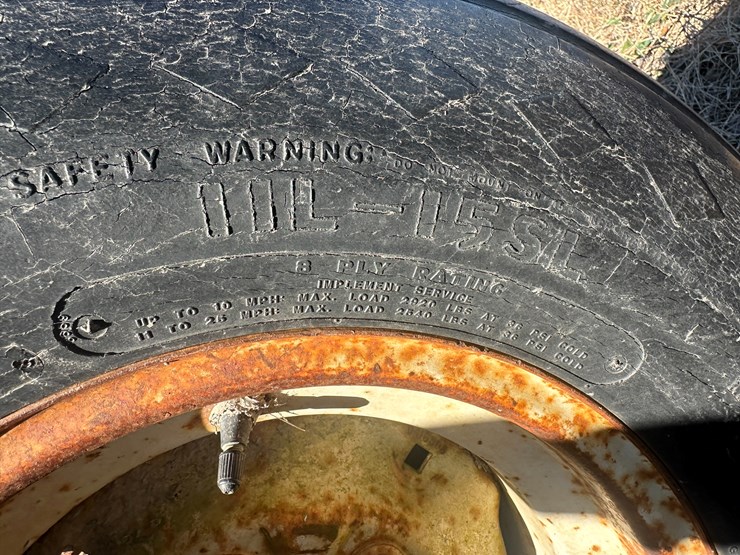 SAFETY WARNING: DO NOT MOUNT ON
11L-15SL
8 PLY RATING
IMPLEMENT SERVICE
UP TO 10 MPH: MAX. LOAD 2920 LBS AT 36 PSI COLD
11 TO 25 MPH: MAX. LOAD 2540 LBS AT 36 PSI COLD